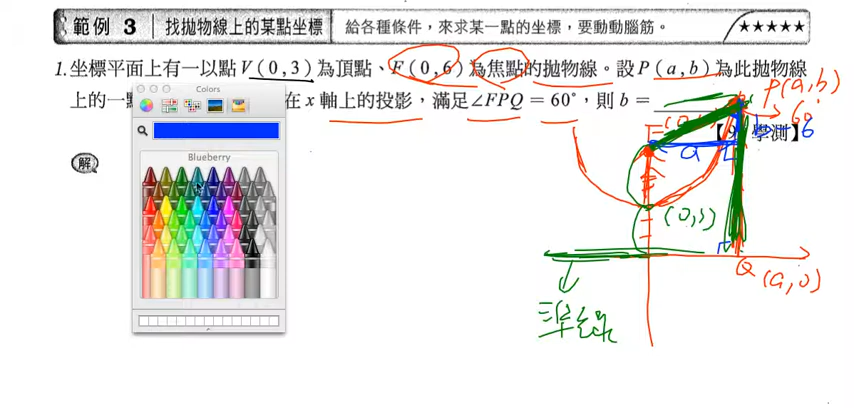 範例 3 找拋物線上的某點坐標 給各種條件，來求某一點的坐標，要動動腦筋。 ★★★★★
1.坐標平面上有一以點 V(0,3) 為頂點、F(0,6) 為焦點的拋物線。設 P(a,b) 為此拋物線
上的一 在 x 軸上的投影，滿足∠FPQ = 60°，則 b =
學測】
解
Colors
Blueberry
P(a,b)
60°
b-6
a
(0,3)
Q
(a,0)
準線